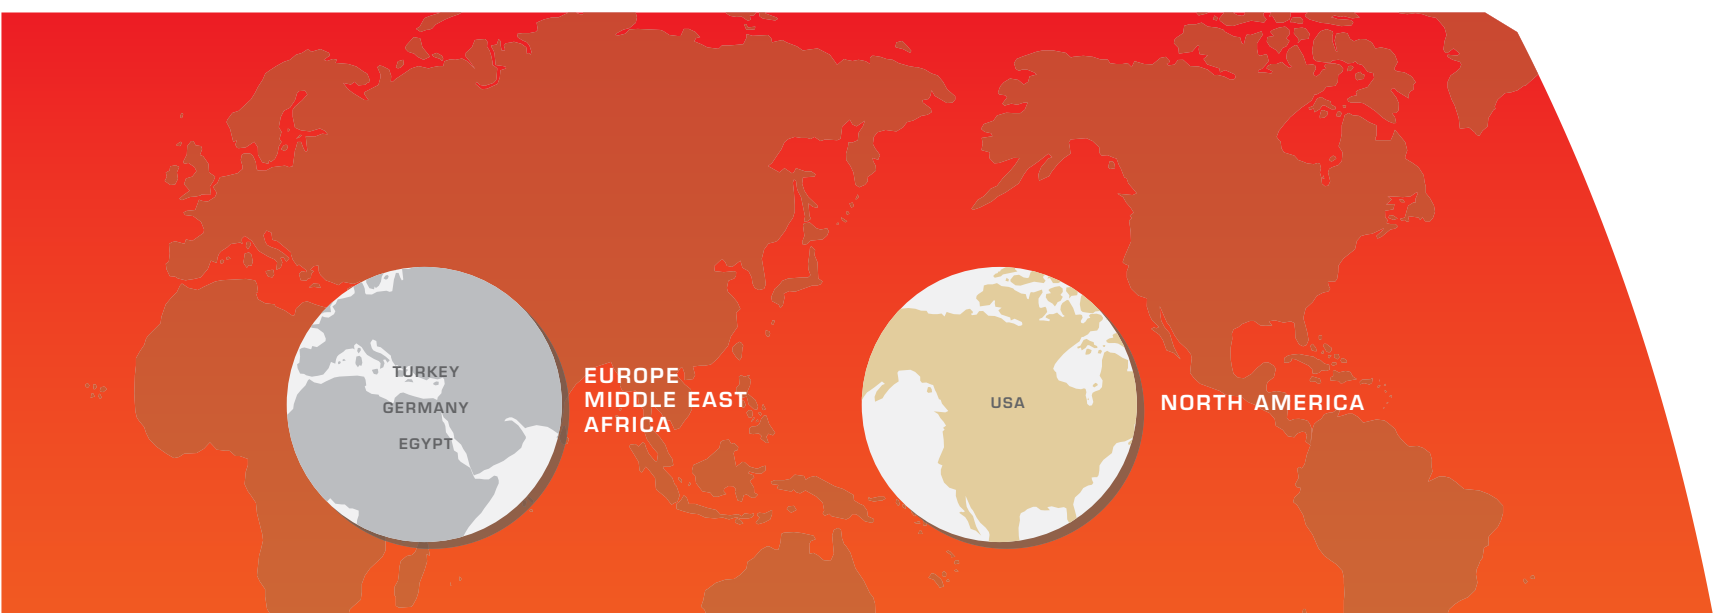 TURKEY
GERMANY
EGYPT
EUROPE
MIDDLE EAST
AFRICA
USA
NORTH AMERICA